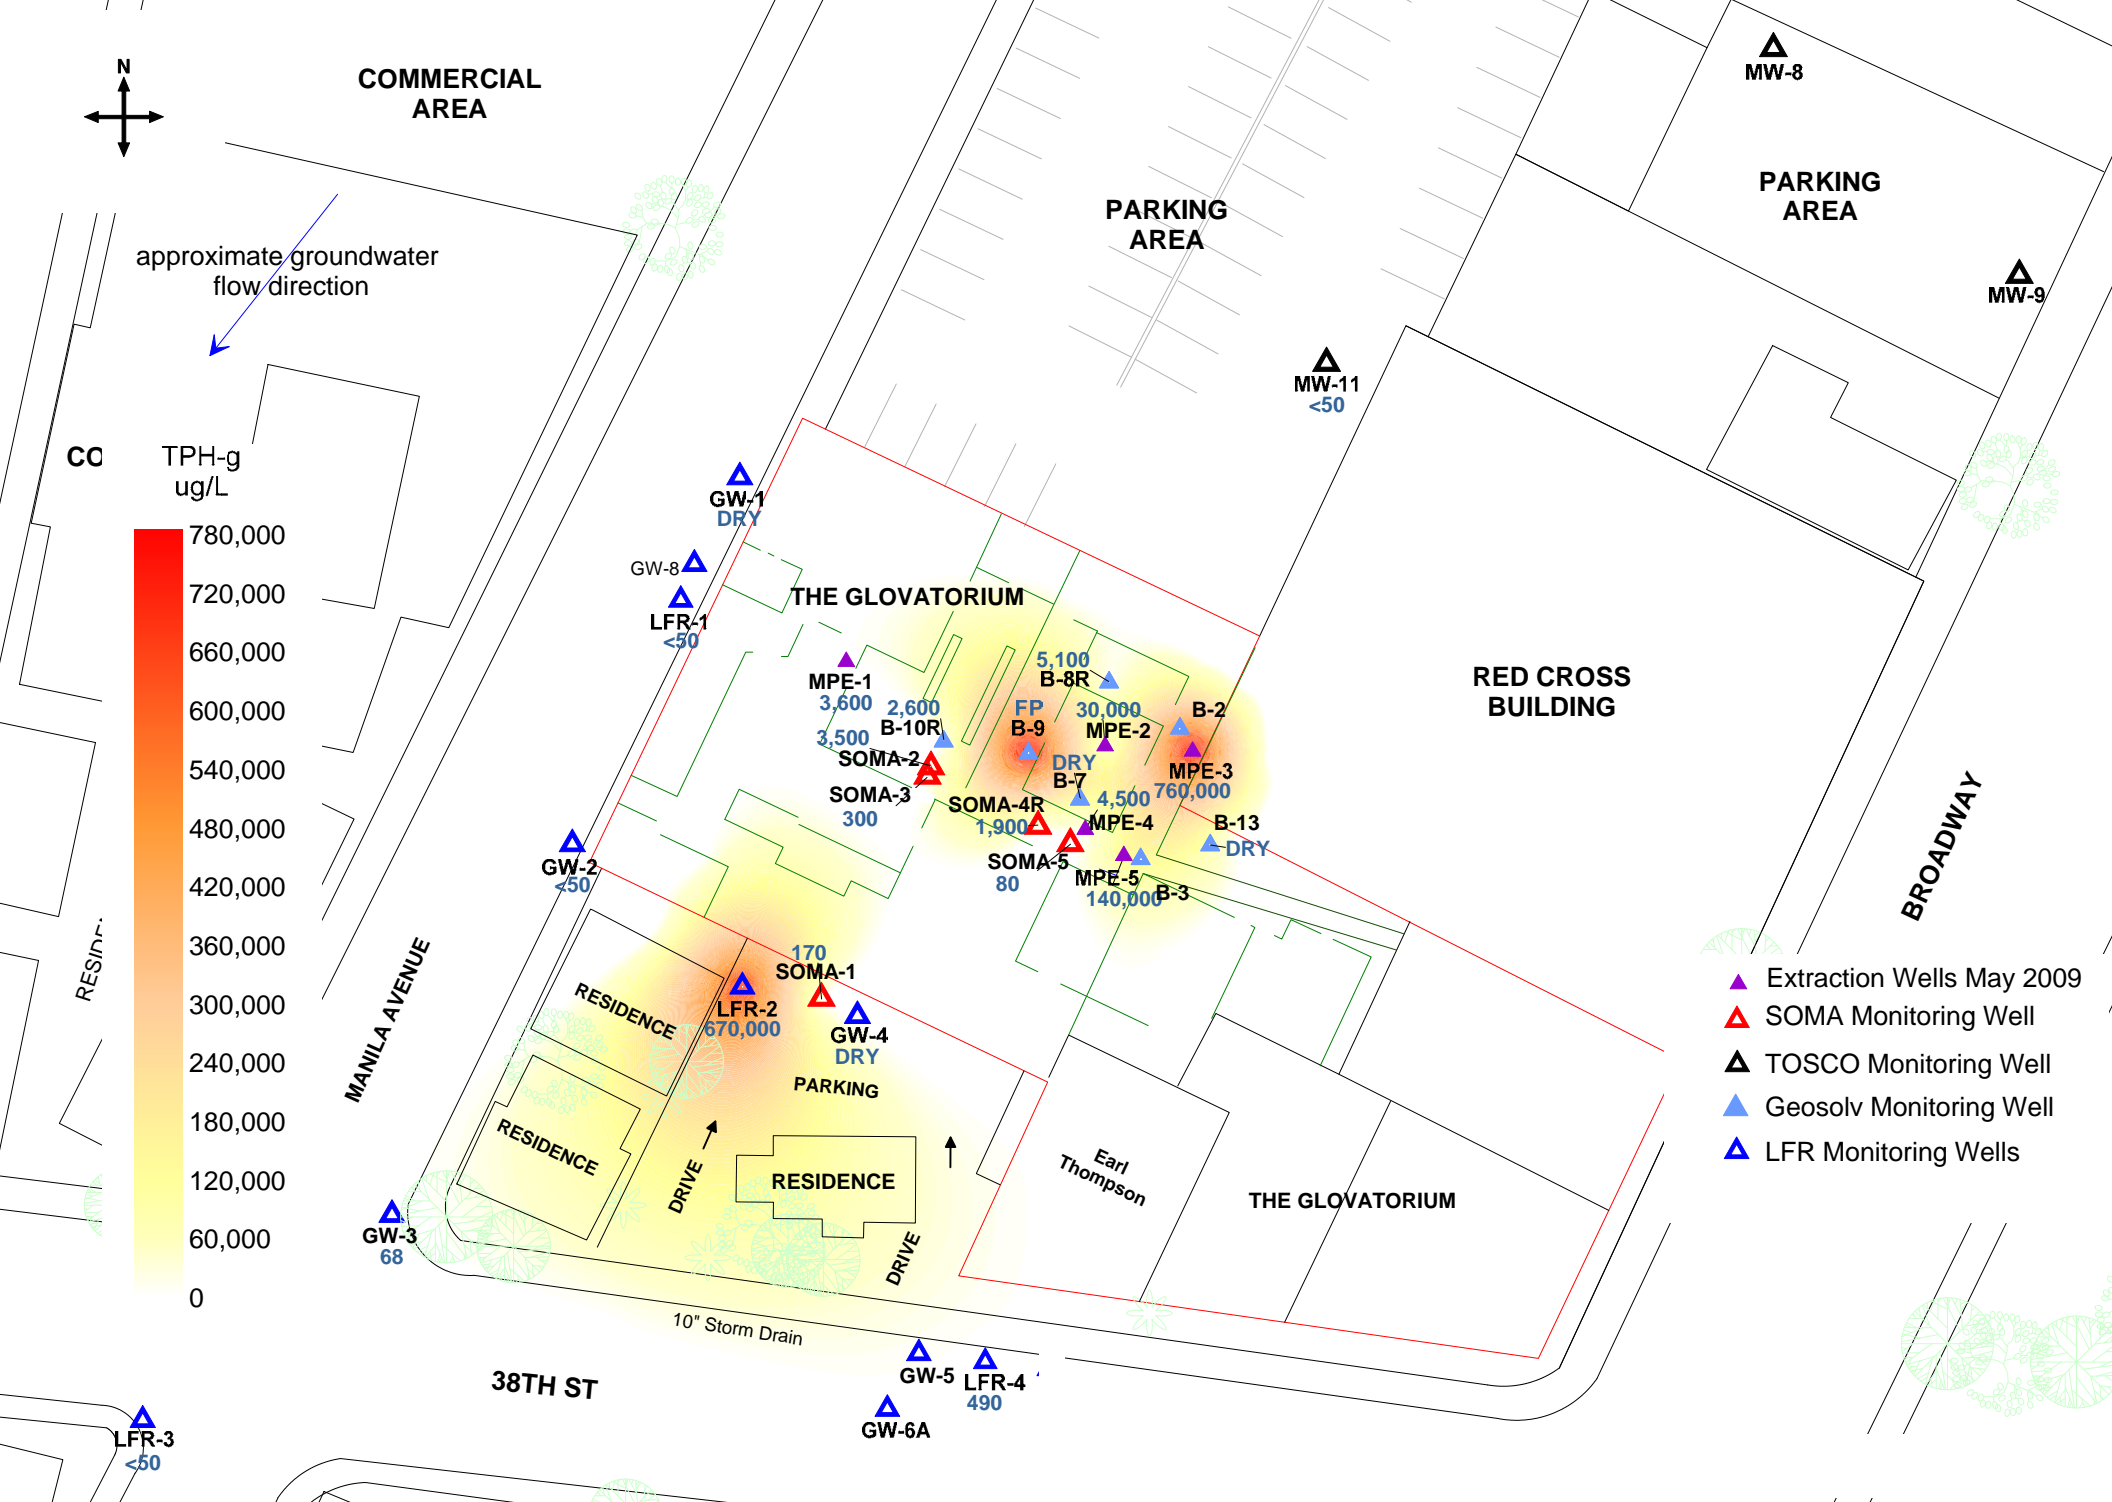 N
COMMERCIAL
AREA
MW-8
PARKING
AREA
PARKING
AREA
approximate groundwater
flow direction
MW-9
MW-11
<50
CO
TPH-g
ug/L
780,000
720,000
660,000
600,000
540,000
480,000
420,000
360,000
300,000
240,000
180,000
120,000
60,000
0
GW-1
DRY
GW-8
LFR-1
<50
THE GLOVATORIUM
MPE-1
3,600
2,600
B-10R
3,500
SOMA-2
SOMA-3
300
FP
B-9
5,100
B-8R
30,000
MPE-2
B-2
MPE-3
760,000
DRY
B-7
4,500
MPE-4
SOMA-4R
1,900
SOMA-5
80
MPE-5
140,000
B-3
B-13
DRY
RED CROSS
BUILDING
BROADWAY
GW-2
<50
MANILA AVENUE
RESIDENCE
LFR-2
670,000
170
SOMA-1
GW-4
DRY
PARKING
RESIDENCE
DRIVE
RESIDENCE
DRIVE
Earl
Thompson
THE GLOVATORIUM
Extraction Wells May 2009
SOMA Monitoring Well
TOSCO Monitoring Well
Geosolv Monitoring Well
LFR Monitoring Wells
GW-3
68
10" Storm Drain
38TH ST
GW-5
LFR-4
490
GW-6A
LFR-3
<50